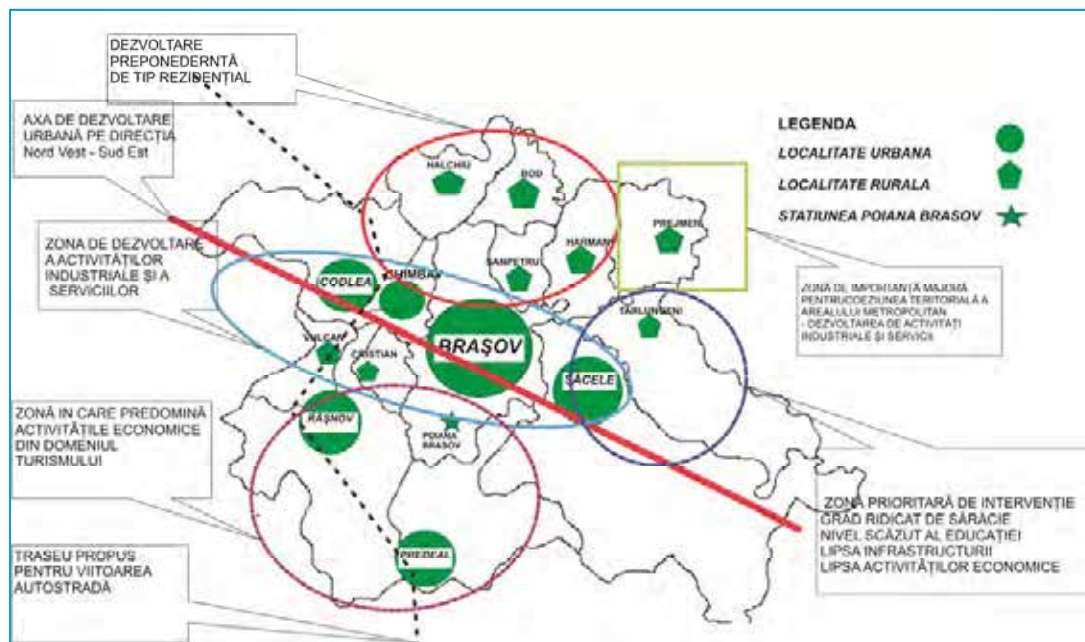 DEZVOLTARE
PREPONEDERNTĂ
DE TIP REZIDENȚIAL
AXA DE DEZVOLTARE
URBANĂ PE DIRECȚIA
Nord Vest - Sud Est
ZONA DE DEZVOLTARE
A ACTIVITĂȚILOR
INDUSTRIALE ȘI A
SERVICIILOR
ZONĂ IN CARE PREDOMINĂ
ACTIVITĂȚILE ECONOMICE
DIN DOMENIUL
TURISMULUI
TRASEU PROPUS
PENTRU VIITOAREA
AUTOSTRADĂ
HALCHIU
BOD
SANPETRU
HARMAN
PREJMER
CODLEA
GHIMBAV
BRAȘOV
TARLUNGENI
VULCAN
CRISTIAN
SĂCELE
RÂȘNOV
POIANA
BRASOV
PREDEAL
LEGENDA
LOCALITATE URBANA
LOCALITATE RURALA
STATIUNEA POIANA BRASOV
ZONĂ DE IMPORTANȚĂ MAJORĂ
PENTRUCOEZIUNEA TERITORIALĂ A
AREALULUI METROPOLITAN
- DEZVOLTAREA DE ACTIVITĂȚI
INDUSTRIALE ȘI SERVICII
ZONĂ PRIORITARĂ DE INTERVENȚIE
GRAD RIDICAT DE SĂRĂCIE
NIVEL SCĂZUT AL EDUCAȚIEI
LIPSA INFRASTRUCTURII
LIPSA ACTIVITĂȚILOR ECONOMICE